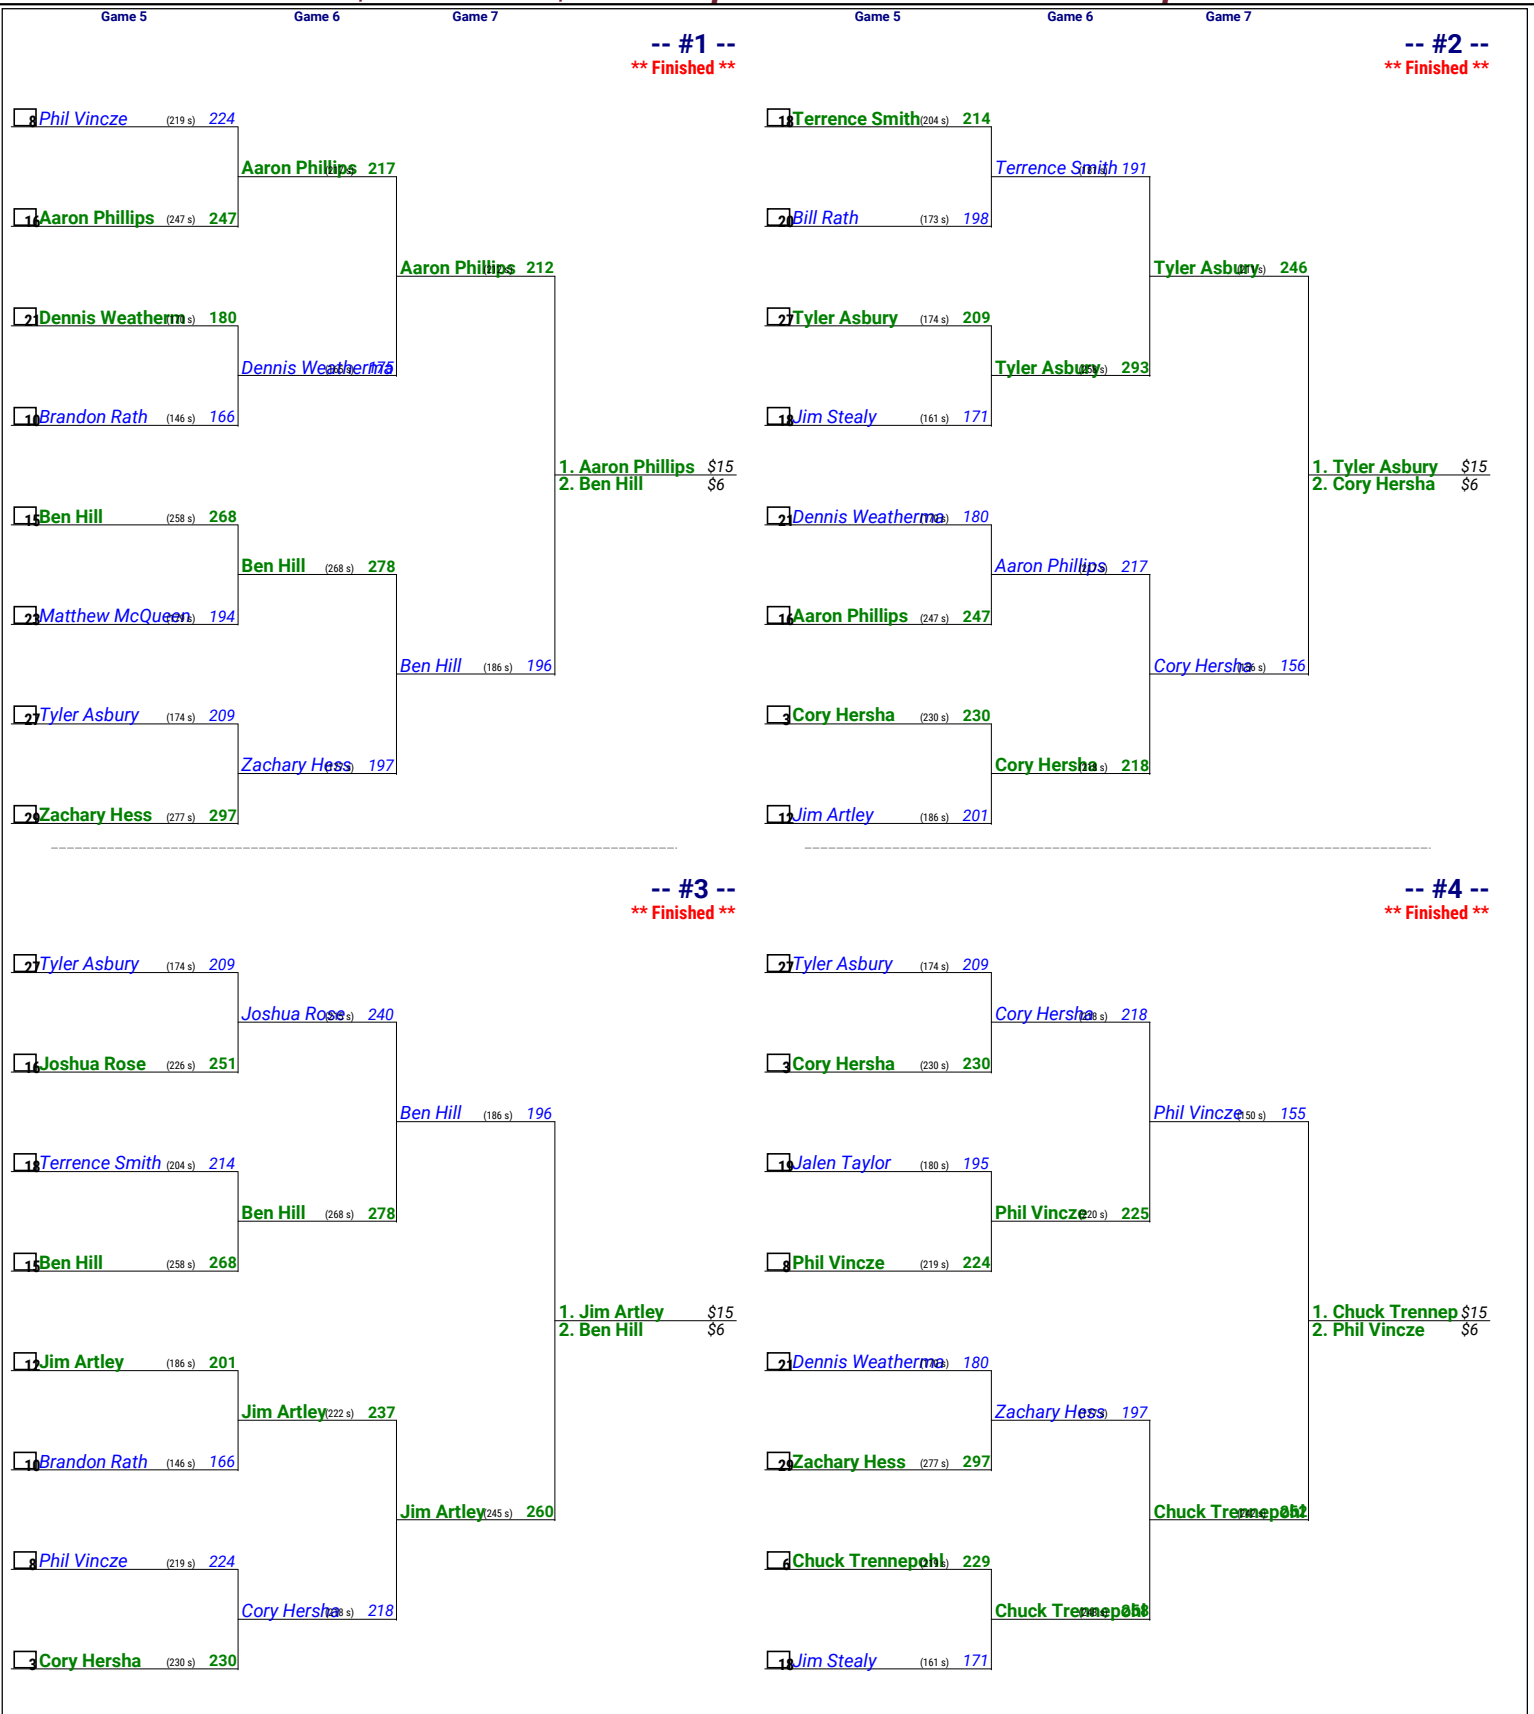 Game 5 Game 6 Game 7 Game 5 Game 6 Game 7
-- #1 --
** Finished **
8 Phil Vincze (219 s) 224
Aaron Phillips 217
16 Aaron Phillips (247 s) 247
Aaron Phillips 212
21 Dennis Weatherm 180
Dennis Weatherma 175
10 Brandon Rath (146 s) 166
1. Aaron Phillips $15
2. Ben Hill $6
15 Ben Hill (258 s) 268
Ben Hill (268 s) 278
23 Matthew McQueen 194
Ben Hill (186 s) 196
27 Tyler Asbury (174 s) 209
Zachary Hess 197
29 Zachary Hess (277 s) 297
-- #2 --
** Finished **
18 Terrence Smith (204 s) 214
Terrence Smith 191
20 Bill Rath (173 s) 198
Tyler Asbury 246
27 Tyler Asbury (174 s) 209
Tyler Asbury 293
18 Jim Stealy (161 s) 171
1. Tyler Asbury $15
2. Cory Hersha $6
21 Dennis Weatherma 180
Aaron Phillips 217
16 Aaron Phillips (247 s) 247
Cory Hersha 156
3 Cory Hersha (230 s) 230
Cory Hersha 218
12 Jim Artley (186 s) 201
-- #3 --
** Finished **
27 Tyler Asbury (174 s) 209
Joshua Rose 240
16 Joshua Rose (226 s) 251
Ben Hill (186 s) 196
18 Terrence Smith (204 s) 214
Ben Hill (268 s) 278
15 Ben Hill (258 s) 268
1. Jim Artley $15
2. Ben Hill $6
12 Jim Artley (186 s) 201
Jim Artley (222 s) 237
10 Brandon Rath (146 s) 166
Jim Artley (245 s) 260
8 Phil Vincze (219 s) 224
Cory Hersha 218
3 Cory Hersha (230 s) 230
-- #4 --
** Finished **
27 Tyler Asbury (174 s) 209
Cory Hersha 218
3 Cory Hersha (230 s) 230
Phil Vincze (150 s) 155
19 Jalen Taylor (180 s) 195
Phil Vincze (220 s) 225
8 Phil Vincze (219 s) 224
1. Chuck Trennep $15
2. Phil Vincze $6
21 Dennis Weatherma 180
Zachary Hess 197
29 Zachary Hess (277 s) 297
Chuck Trennepohl 252
6 Chuck Trennepohl 229
Chuck Trennepohl 258
18 Jim Stealy (161 s) 171